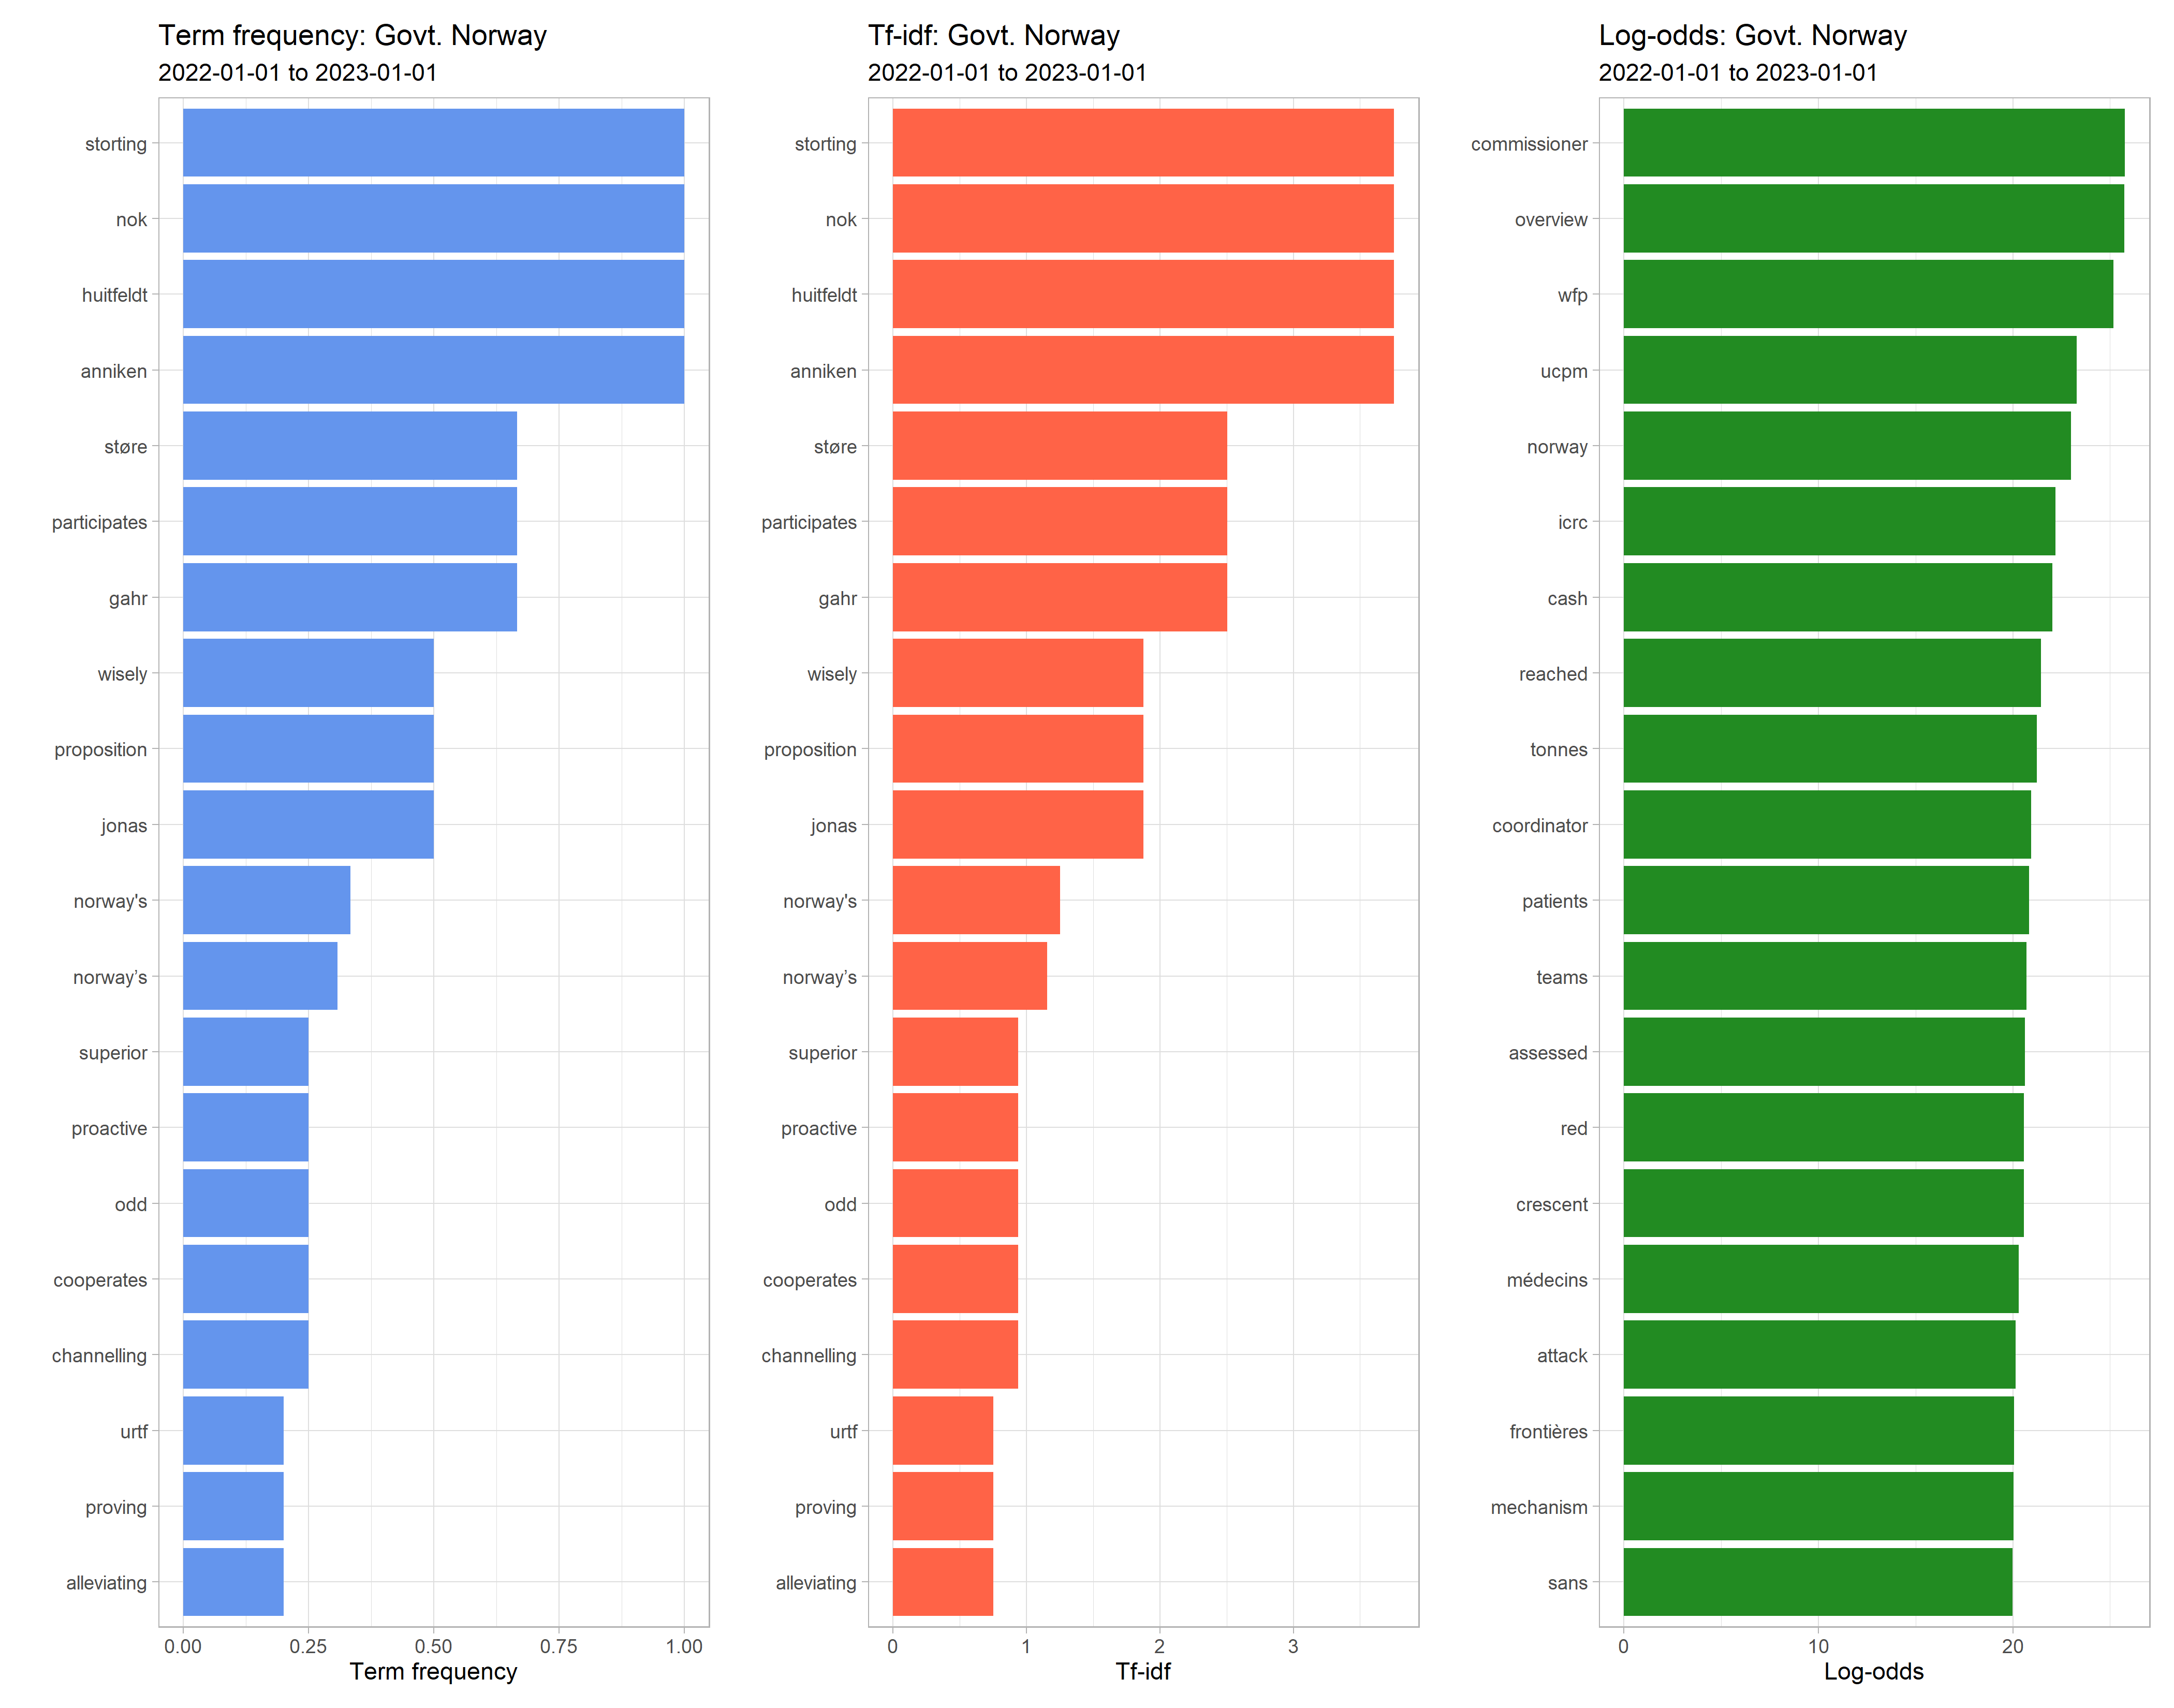 Term frequency: Govt. Norway
2022-01-01 to 2023-01-01
storting
nok
huitfeldt
anniken
støre
participates
gahr
wisely
proposition
jonas
norway's
norway’s
superior
proactive
odd
cooperates
channelling
urtf
proving
alleviating
0.00 0.25 0.50 0.75 1.00
Term frequency
Tf-idf: Govt. Norway
2022-01-01 to 2023-01-01
storting
nok
huitfeldt
anniken
støre
participates
gahr
wisely
proposition
jonas
norway's
norway’s
superior
proactive
odd
cooperates
channelling
urtf
proving
alleviating
0 1 2 3
Tf-idf
Log-odds: Govt. Norway
2022-01-01 to 2023-01-01
commissioner
overview
wfp
ucpm
norway
icrc
cash
reached
tonnes
coordinator
patients
teams
assessed
red
crescent
médecins
attack
frontières
mechanism
sans
0 10 20
Log-odds